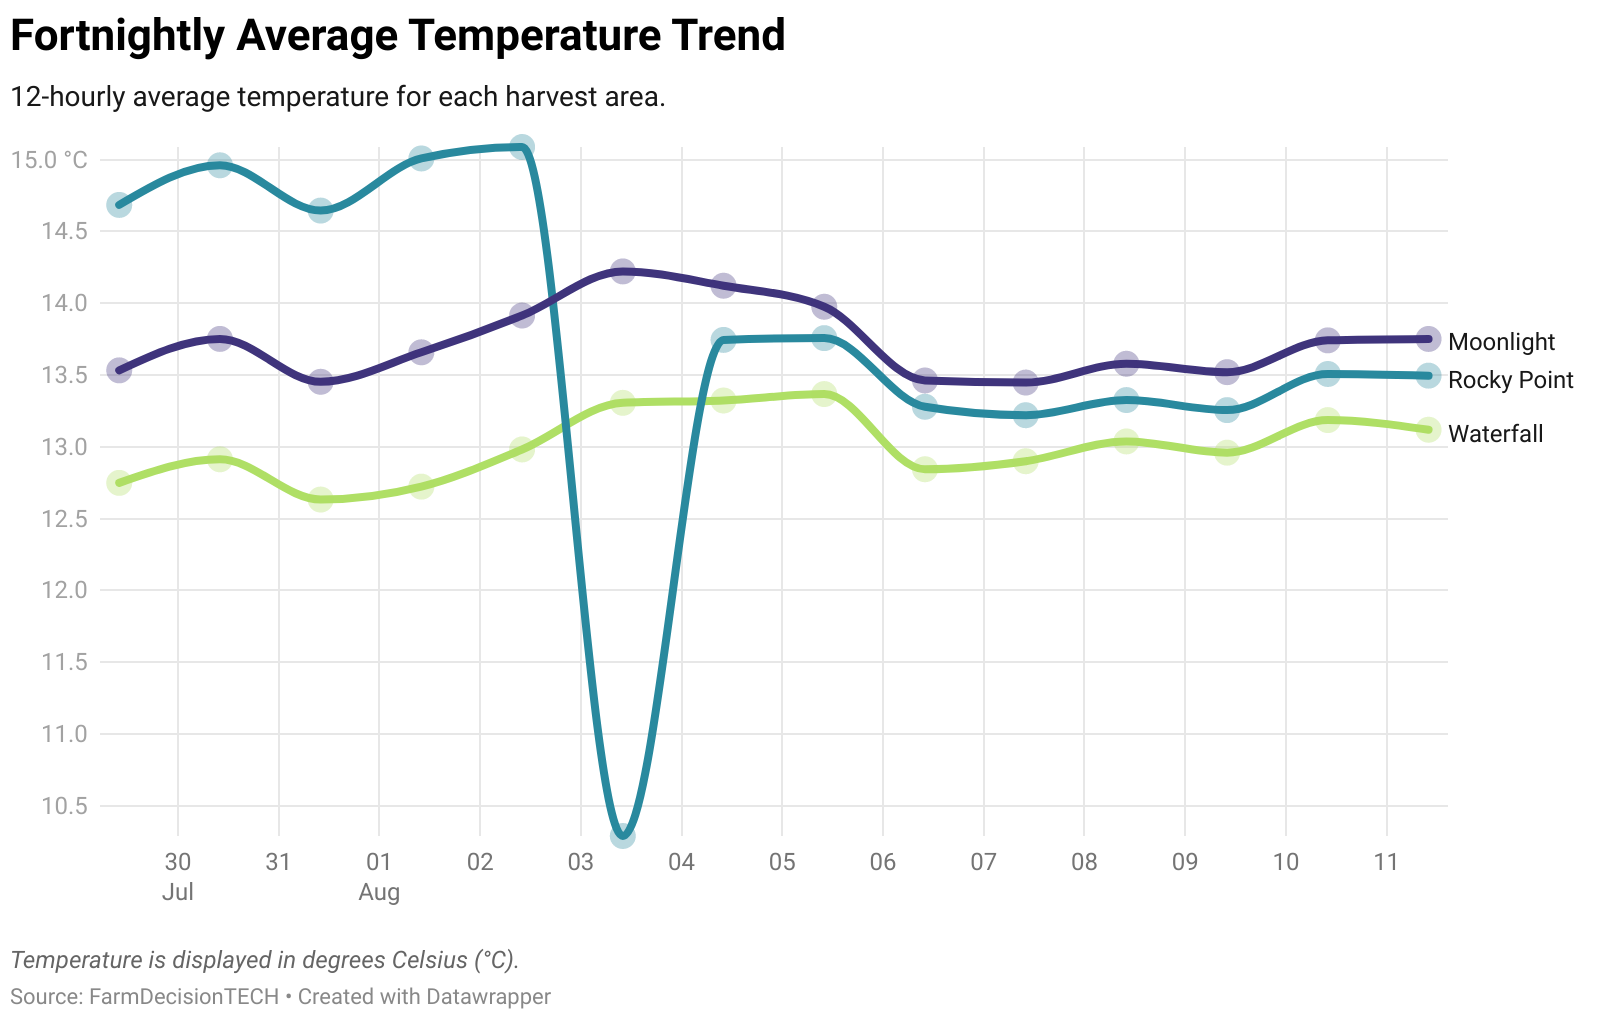 Fortnightly Average Temperature Trend
12-hourly average temperature for each harvest area.
15.0 °C
14.5
14.0
13.5
13.0
12.5
12.0
11.5
11.0
10.5
Moonlight
Rocky Point
Waterfall
30 31 01 02 03 04 05 06 07 08 09 10 11
Jul Aug
Temperature is displayed in degrees Celsius (°C).
Source: FarmDecisionTECH • Created with Datawrapper